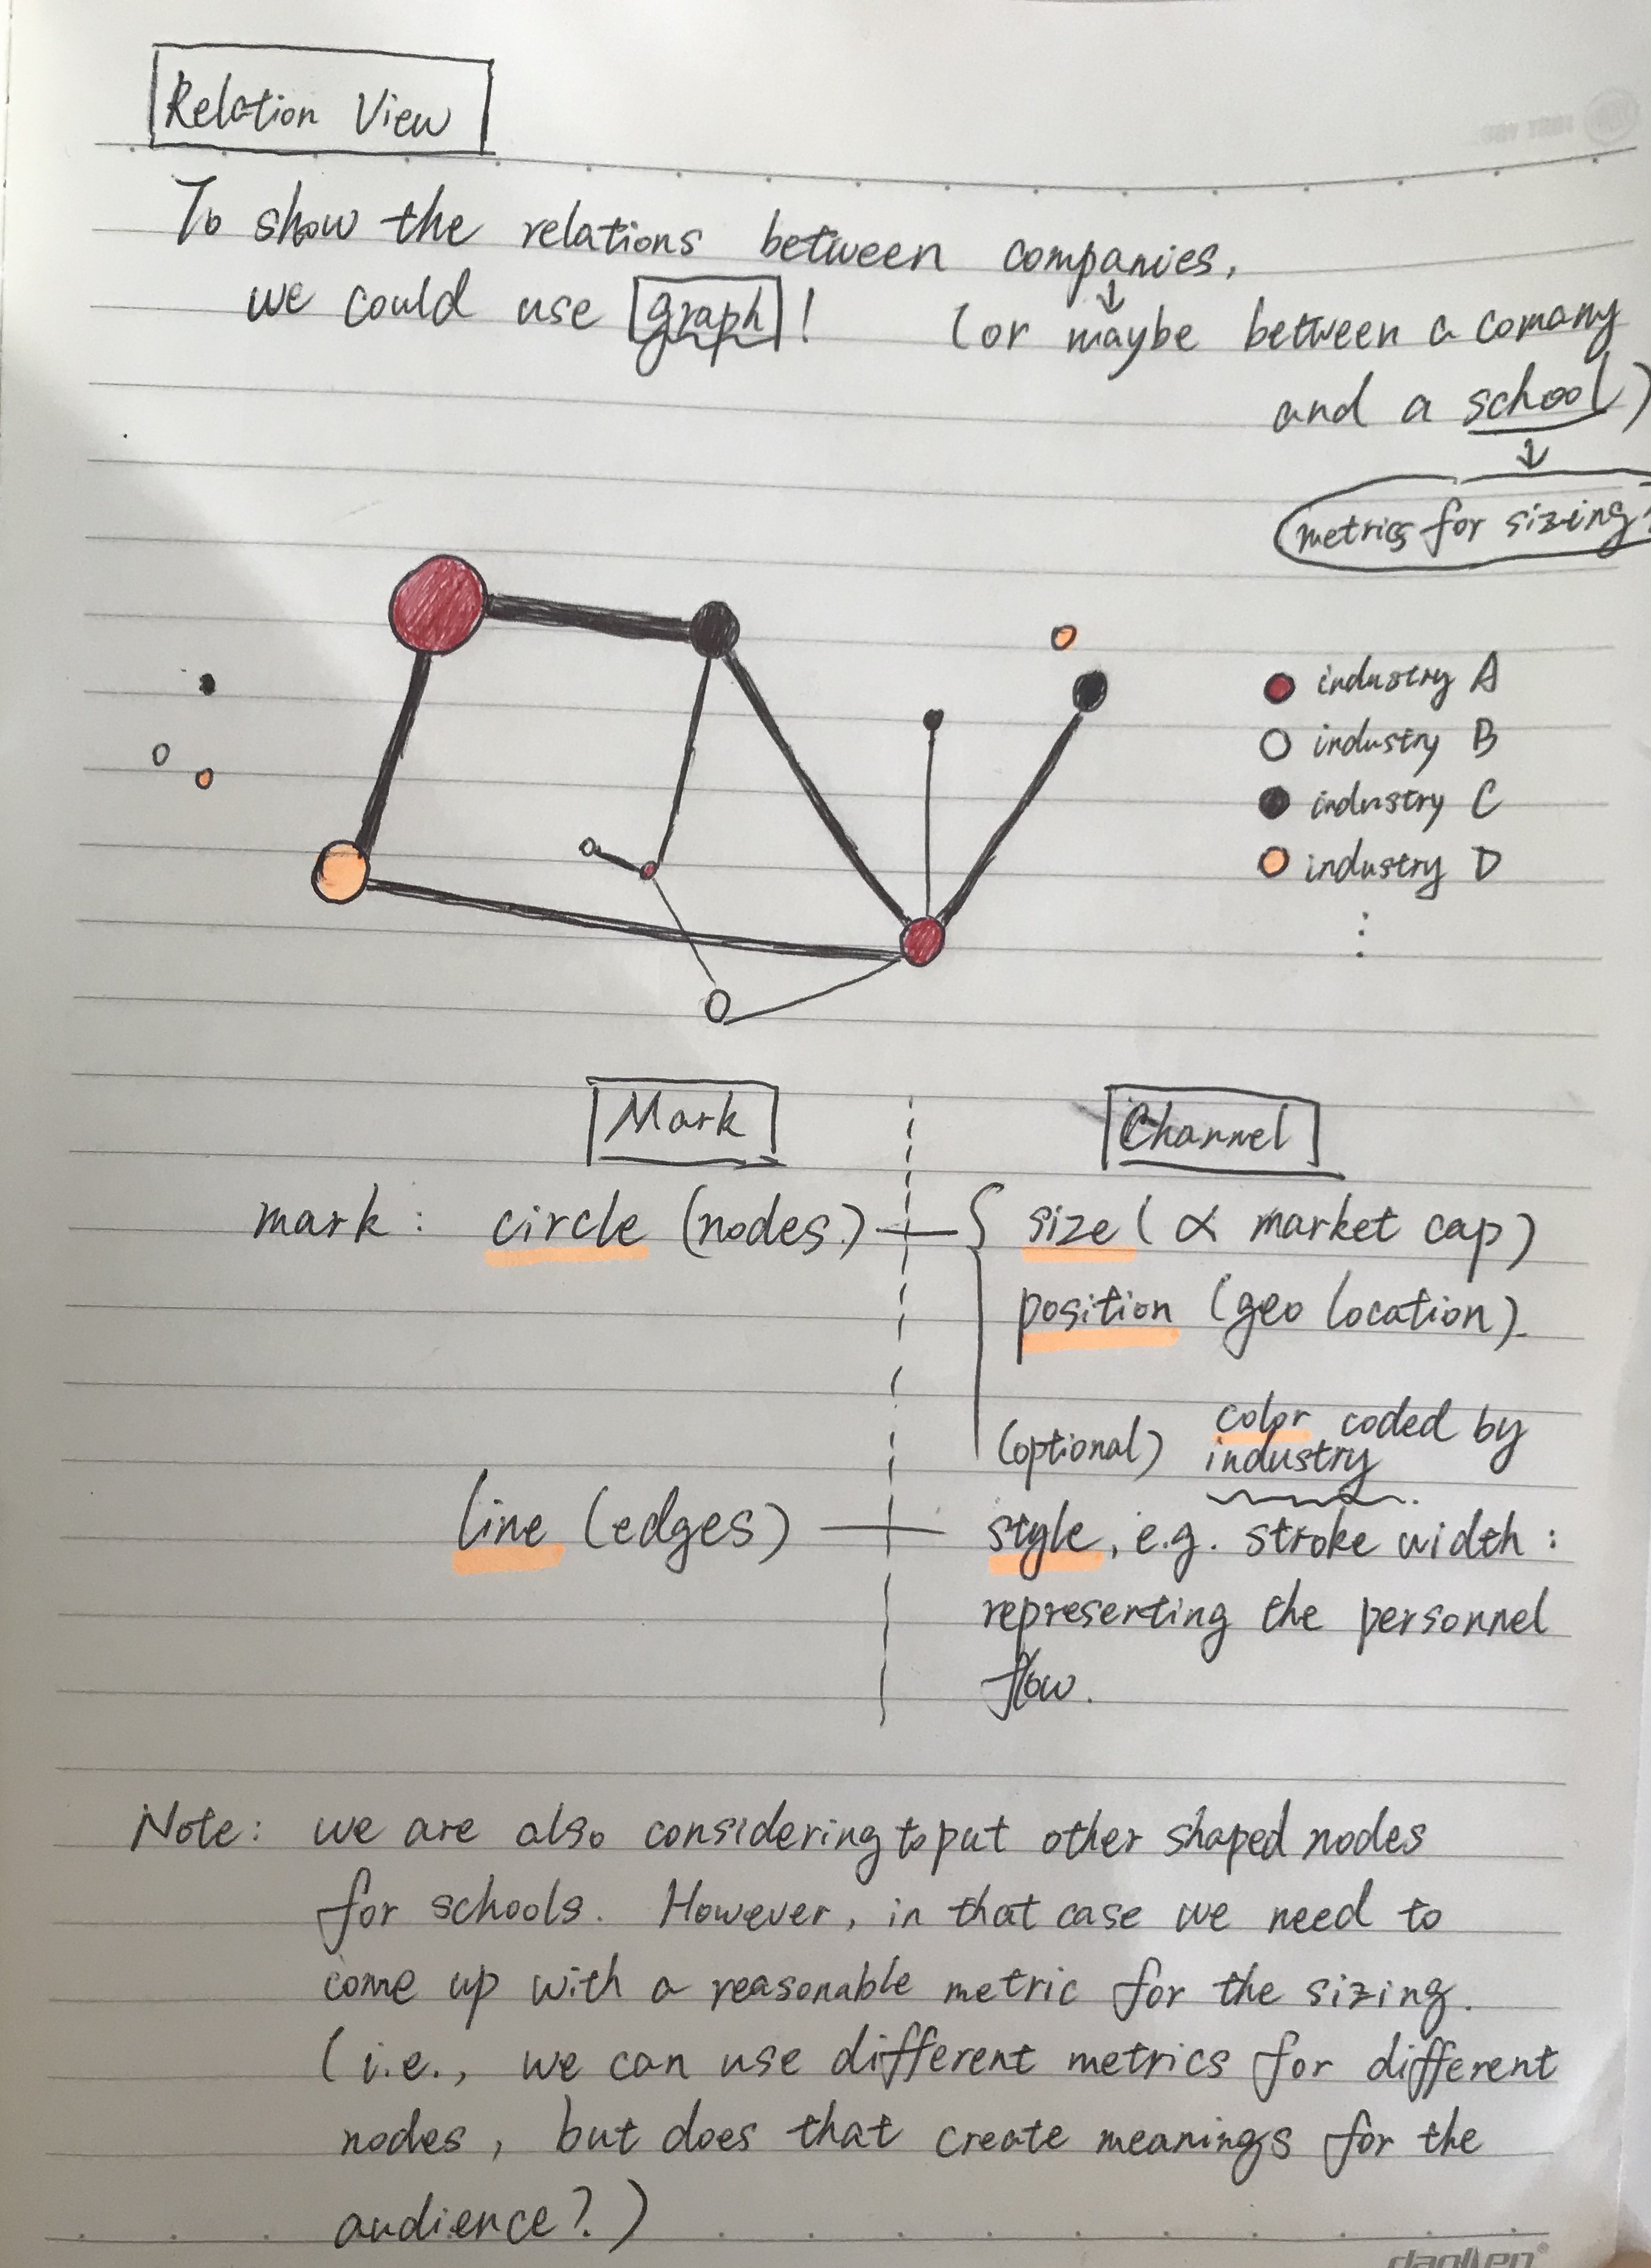 Relation View
To show the relations between companies,
we could use graph! (or maybe between a comany
and a school)
metrics for sizing?
industry A
industry B
industry C
industry D
Mark Channel
mark: circle (nodes) size (∝ market cap)
position (geo location).
(optional) color coded by
industry.
line (edges) style, e.g. stroke width:
representing the personnel
flow.
Note: we are also considering to put other shaped nodes
for schools. However, in that case we need to
come up with a reasonable metric for the sizing.
(i.e., we can use different metrics for different
nodes, but does that create meanings for the
audience?)